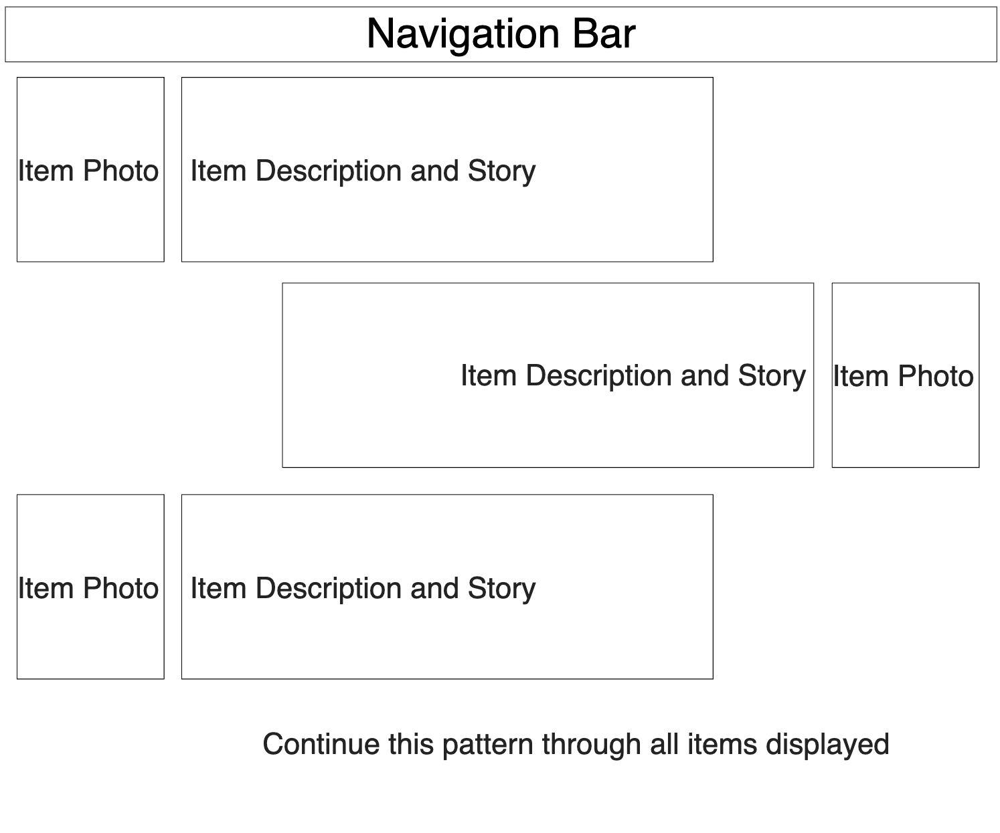 Navigation Bar
Item Photo
Item Description and Story
Item Description and Story
Item Photo
Item Photo
Item Description and Story
Continue this pattern through all items displayed